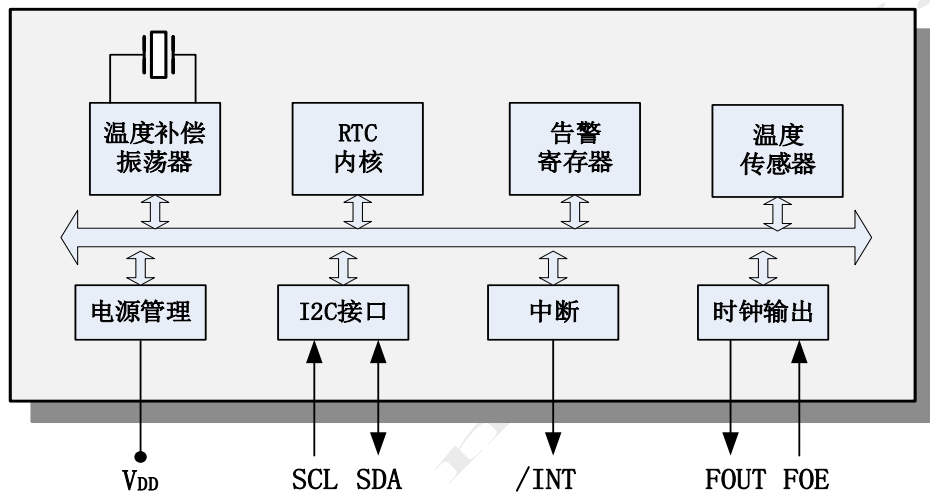 温度补偿
振荡器
RTC
内核
告警
寄存器
温度
传感器
电源管理
I2C接口
中断
时钟输出
VDD
SCL SDA
/INT
FOUT FOE